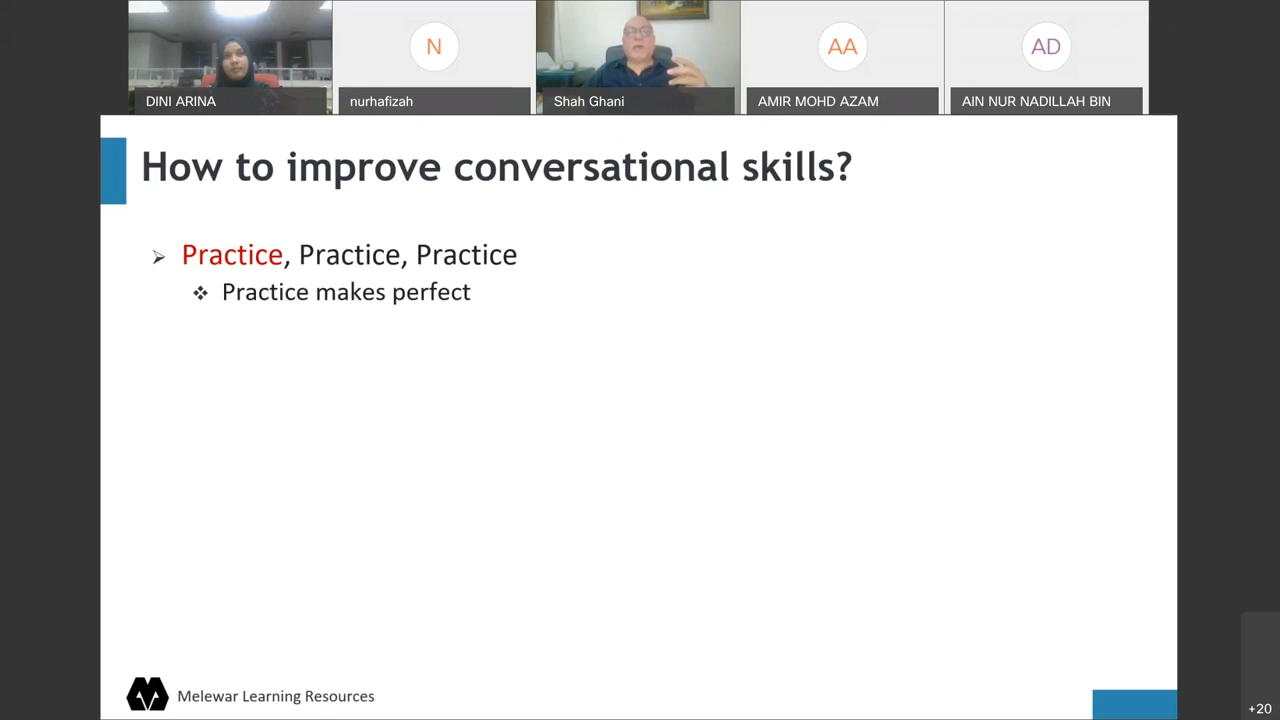 N
AA
AD
DINI ARINA
nurhafizah
Shah Ghani
AMIR MOHD AZAM
AIN NUR NADILLAH BIN
How to improve conversational skills?
Practice, Practice, Practice
Practice makes perfect
Melewar Learning Resources
+20